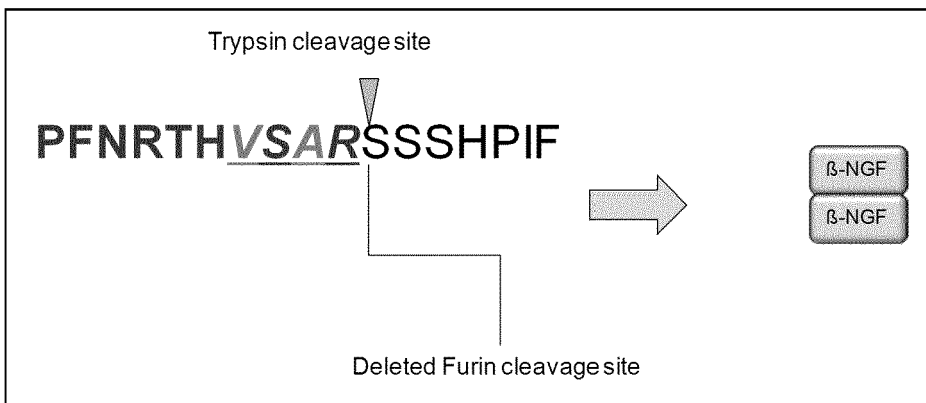 Trypsin cleavage site
PFNRTHVSARSSSHPIF
ß-NGF
ß-NGF
Deleted Furin cleavage site